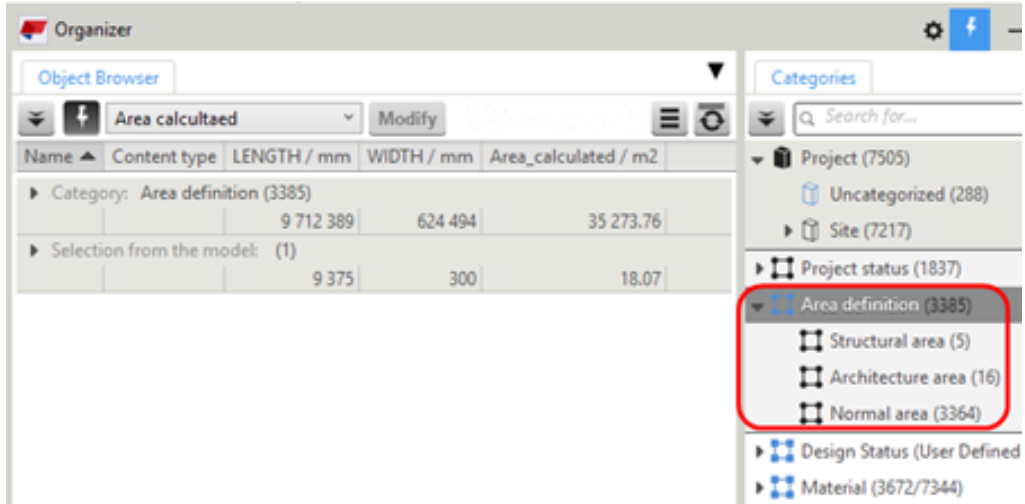 Organizer
Object Browser
Area calcultaed
Modify
Name Content type LENGTH / mm WIDTH / mm Area_calculated / m2
Category: Area definition (3385)
9 712 389 624 494 35 273.76
Selection from the model: (1)
9 375 300 18.07
Categories
Search for...
Project (7505)
Uncategorized (288)
Site (7217)
Project status (1837)
Area definition (3385)
Structural area (5)
Architecture area (16)
Normal area (3364)
Design Status (User Defined
Material (3672/7344)